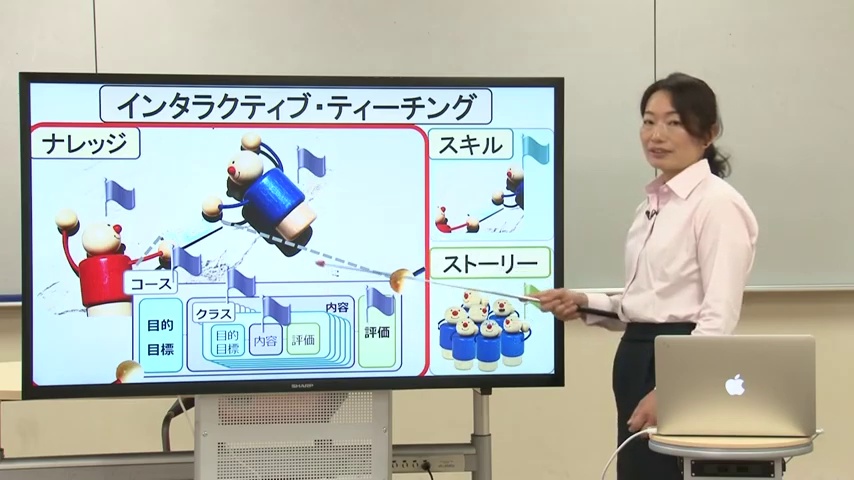 インタラクティブ・ティーチング
ナレッジ
スキル
ストーリー
コース
目的
目標
クラス
目的
目標
内容
評価
内容
評価
SHARP